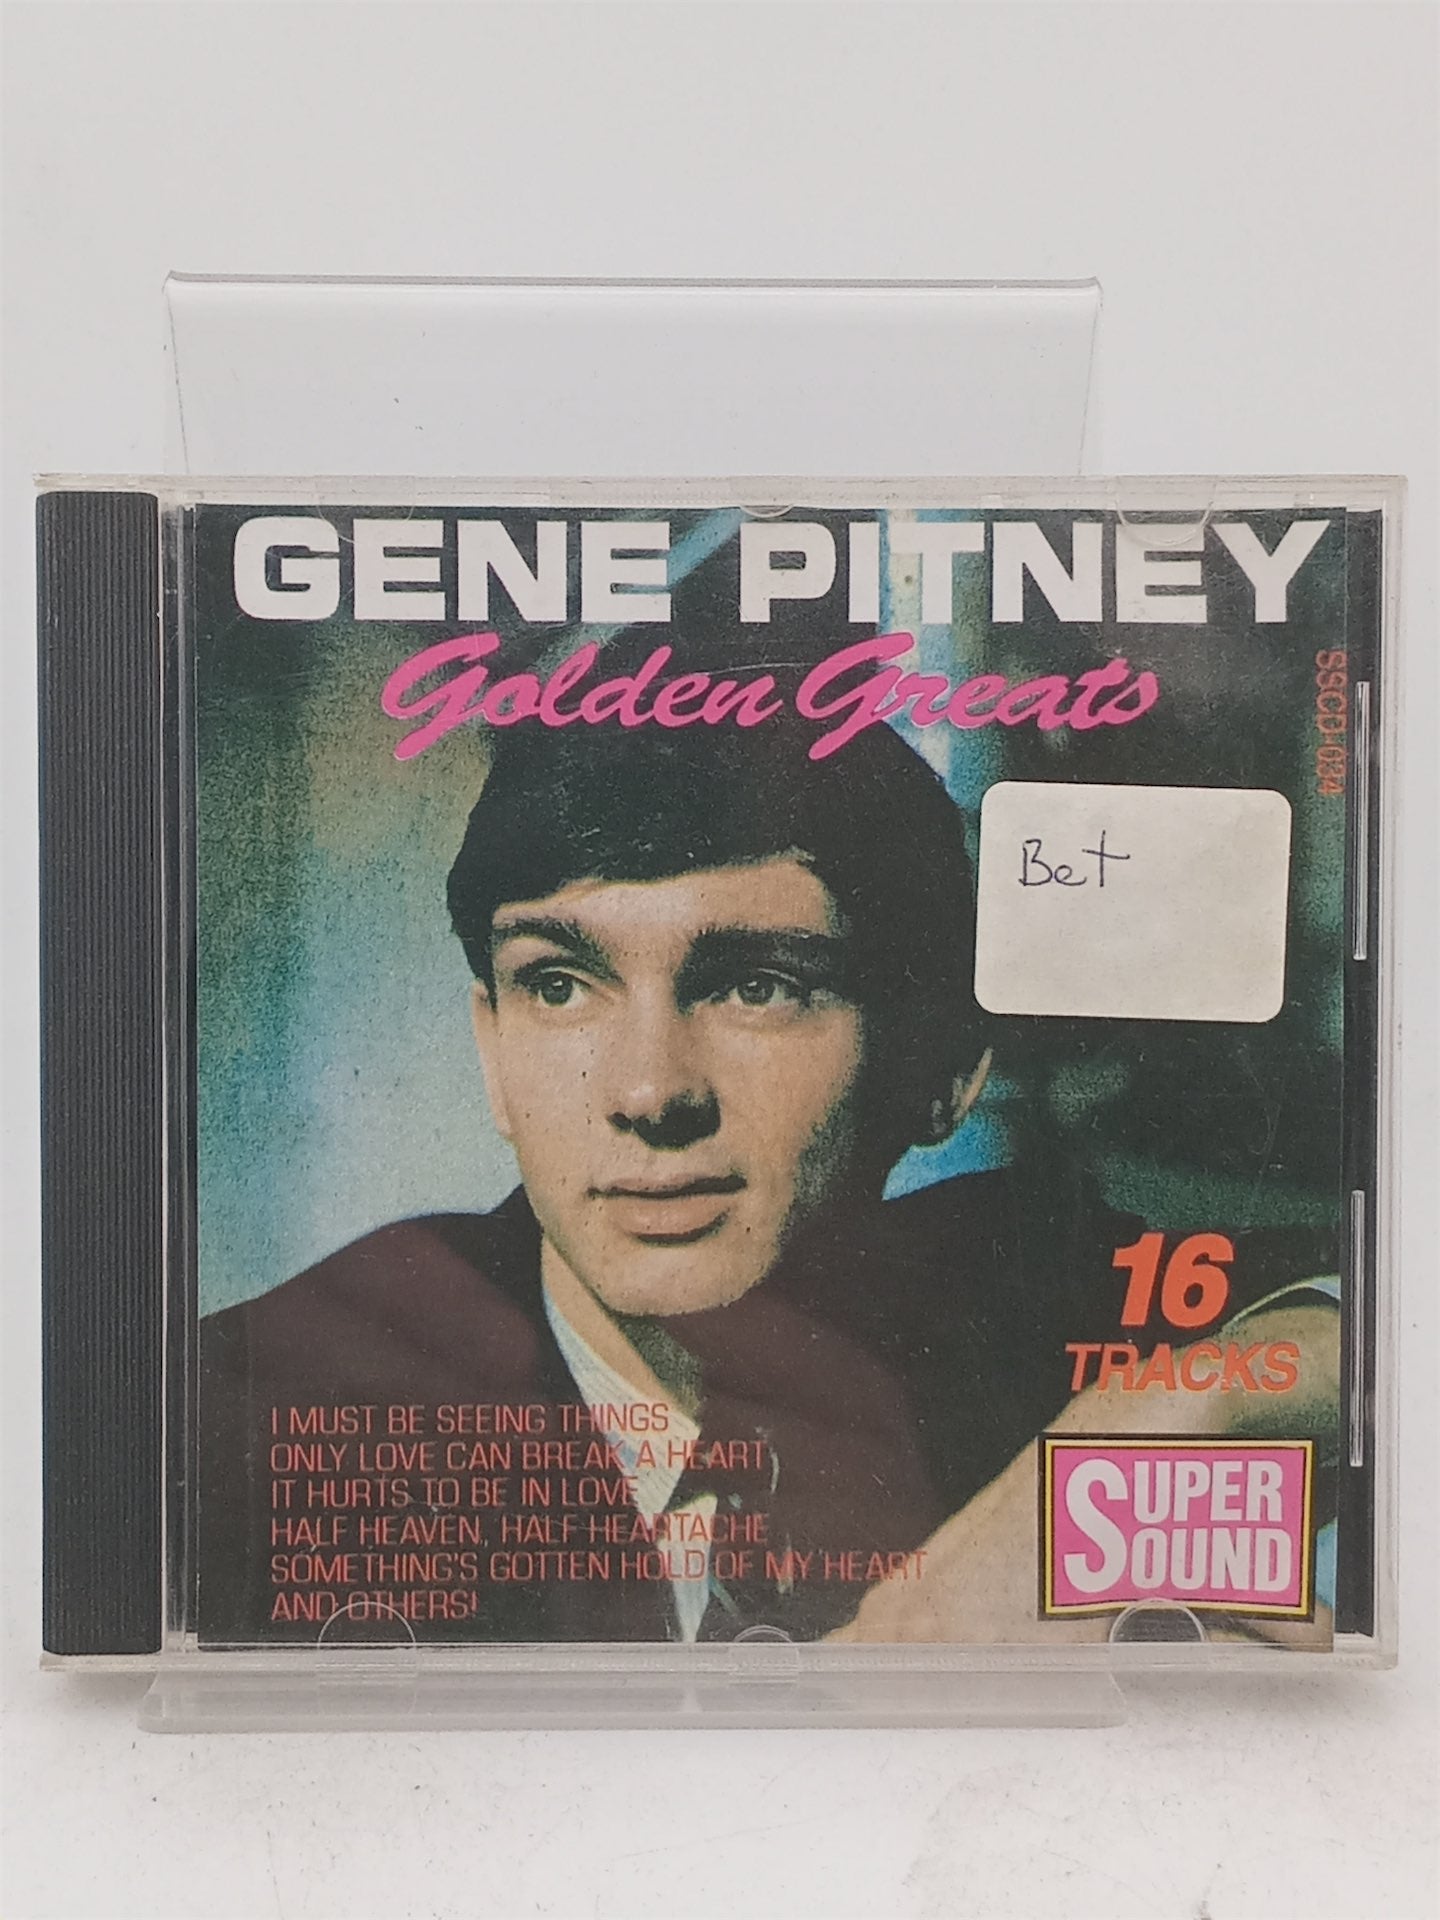 GENE PITNEY
Golden Greats
SSCD 034
Bet
16
TRACKS
I MUST BE SEEING THINGS
ONLY LOVE CAN BREAK A HEART
IT HURTS TO BE IN LOVE
HALF HEAVEN, HALF HEARTACHE
SOMETHING'S GOTTEN HOLD OF MY HEART
AND OTHERS!
SUPER
SOUND